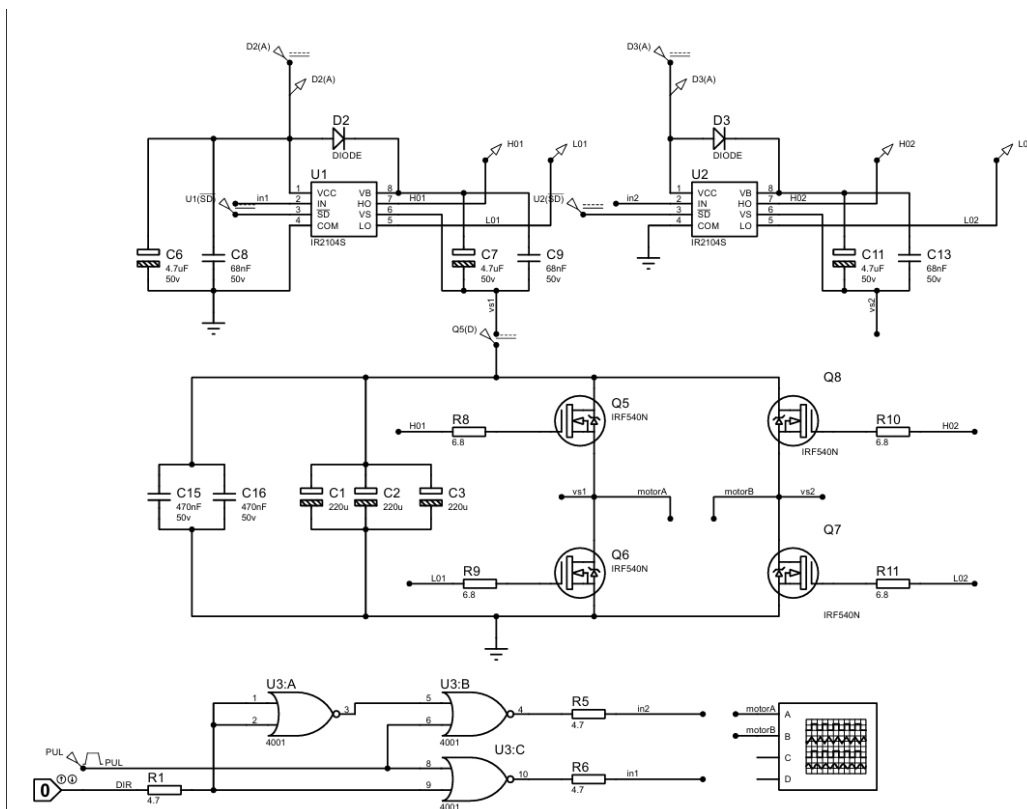 D2(A)
D2(A)
D3(A)
D3(A)
D2
DIODE
H01
L01
D3
DIODE
H02
L0
U1
U2
U1(SD)
in1
1 VCC VB 8
2 IN HO 7
3 SD VS 6
4 COM LO 5
IR2104S
H01
L01
U2(SD)
in2
1 VCC VB 8
2 IN HO 7
3 SD VS 6
4 COM LO 5
IR2104S
H02
L02
C6
4.7uF
50v
C8
68nF
50v
C7
4.7uF
50v
C9
68nF
50v
C11
4.7uF
50v
C13
68nF
50v
vs1
vs2
Q5(D)
Q8
Q5
IRF540N
H01
R8
6.8
IRF540N
R10
6.8
H02
C15
470nF
50v
C16
470nF
50v
C1
220u
C2
220u
C3
220u
vs1
motorA
motorB
vs2
Q7
Q6
IRF540N
L01
R9
6.8
R11
6.8
L02
IRF540N
U3:A
1
2
3
4001
U3:B
5
6
4
4001
R5
4.7
in2
motorA
motorB
A
B
C
D
U3:C
8
9
10
4001
R6
4.7
in1
PUL
PUL
0
DIR
R1
4.7